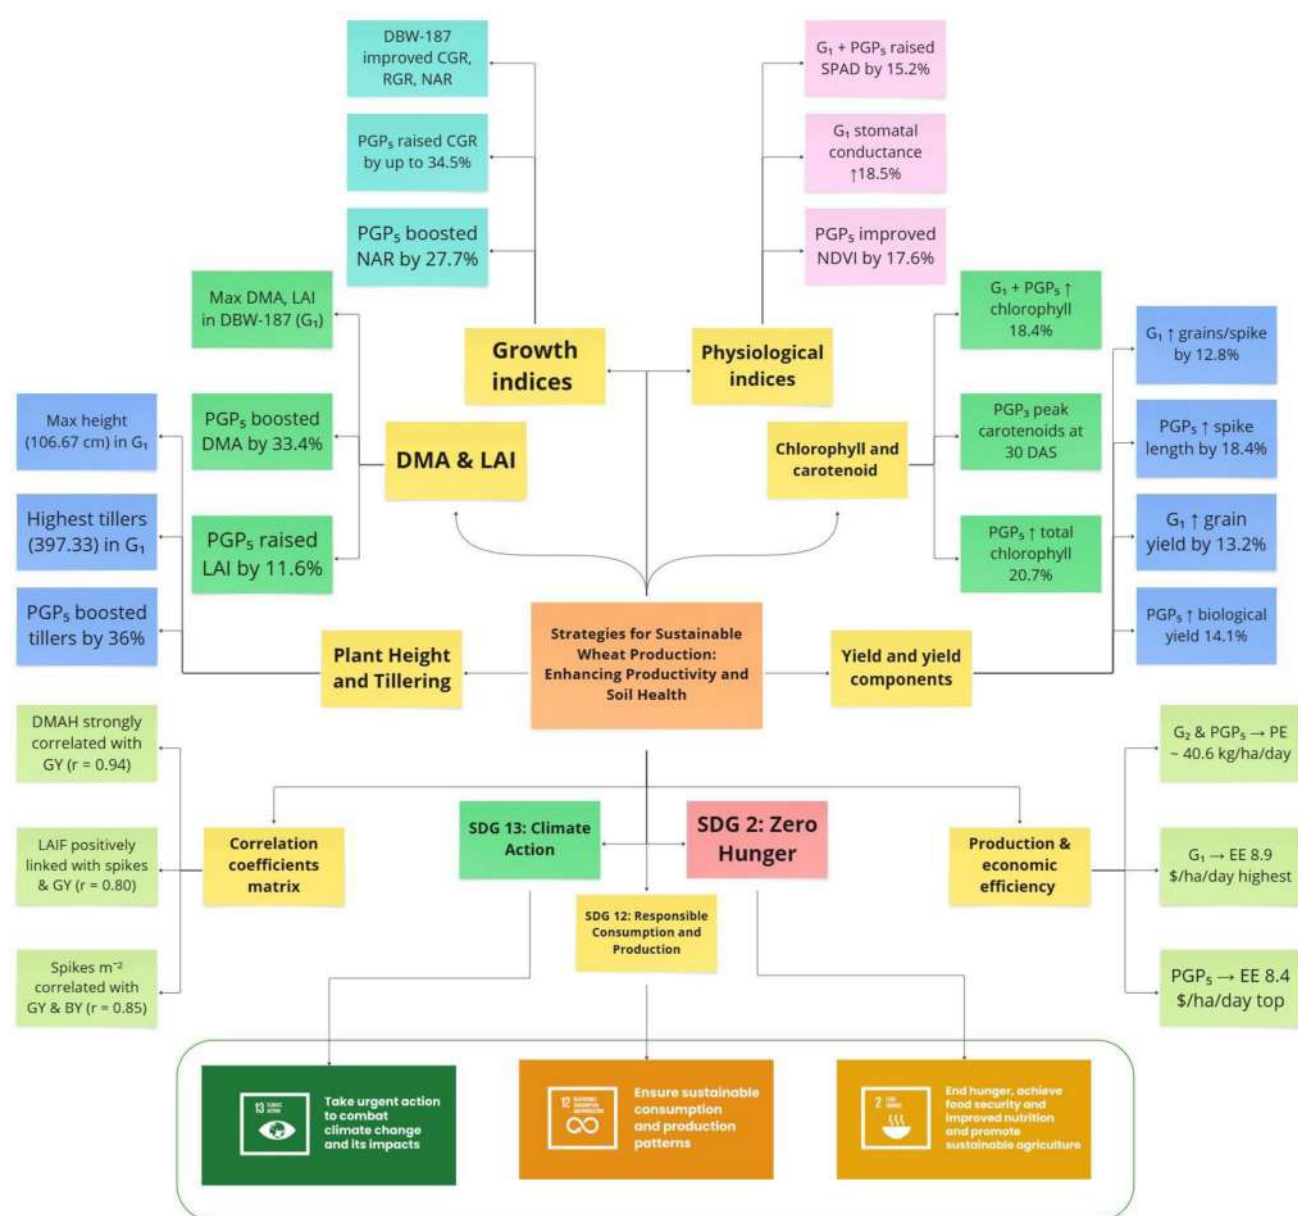 DBW-187
improved CGR,
RGR, NAR
PGP₅ raised CGR
by up to 34.5%
PGP₅ boosted
NAR by 27.7%
G₁ + PGP₅ raised
SPAD by 15.2%
G₁ stomatal
conductance
↑18.5%
PGP₅ improved
NDVI by 17.6%
Growth
indices
Physiological
indices
Max DMA, LAI
in DBW-187 (G₁)
PGP₅ boosted
DMA by 33.4%
PGP₅ raised
LAI by 11.6%
DMA & LAI
Chlorophyll and
carotenoid
G₁ + PGP₅ ↑
chlorophyll
18.4%
PGP₃ peak
carotenoids at
30 DAS
PGP₅ ↑ total
chlorophyll
20.7%
Max height
(106.67 cm) in G₁
Highest tillers
(397.33) in G₁
PGP₅ boosted
tillers by 36%
Plant Height
and Tillering
Strategies for Sustainable
Wheat Production:
Enhancing Productivity and
Soil Health
Yield and yield
components
G₁ ↑ grains/spike
by 12.8%
PGP₅ ↑ spike
length by 18.4%
G₁ ↑ grain
yield by 13.2%
PGP₅ ↑ biological
yield 14.1%
DMAH strongly
correlated with
GY (r = 0.94)
LAIF positively
linked with spikes
& GY (r = 0.80)
Spikes m⁻²
correlated with
GY & BY (r = 0.85)
Correlation
coefficients
matrix
SDG 13: Climate
Action
SDG 2: Zero
Hunger
SDG 12: Responsible
Consumption and
Production
Production &
economic
efficiency
G₂ & PGP₅ → PE
~ 40.6 kg/ha/day
G₁ → EE 8.9
$/ha/day highest
PGP₅ → EE 8.4
$/ha/day top
13 CLIMATE
ACTION
Take urgent action
to combat
climate change
and its impacts
12 RESPONSIBLE
CONSUMPTION
AND PRODUCTION
Ensure sustainable
consumption
and production
patterns
2 ZERO
HUNGER
End hunger, achieve
food security and
improved nutrition
and promote
sustainable agriculture